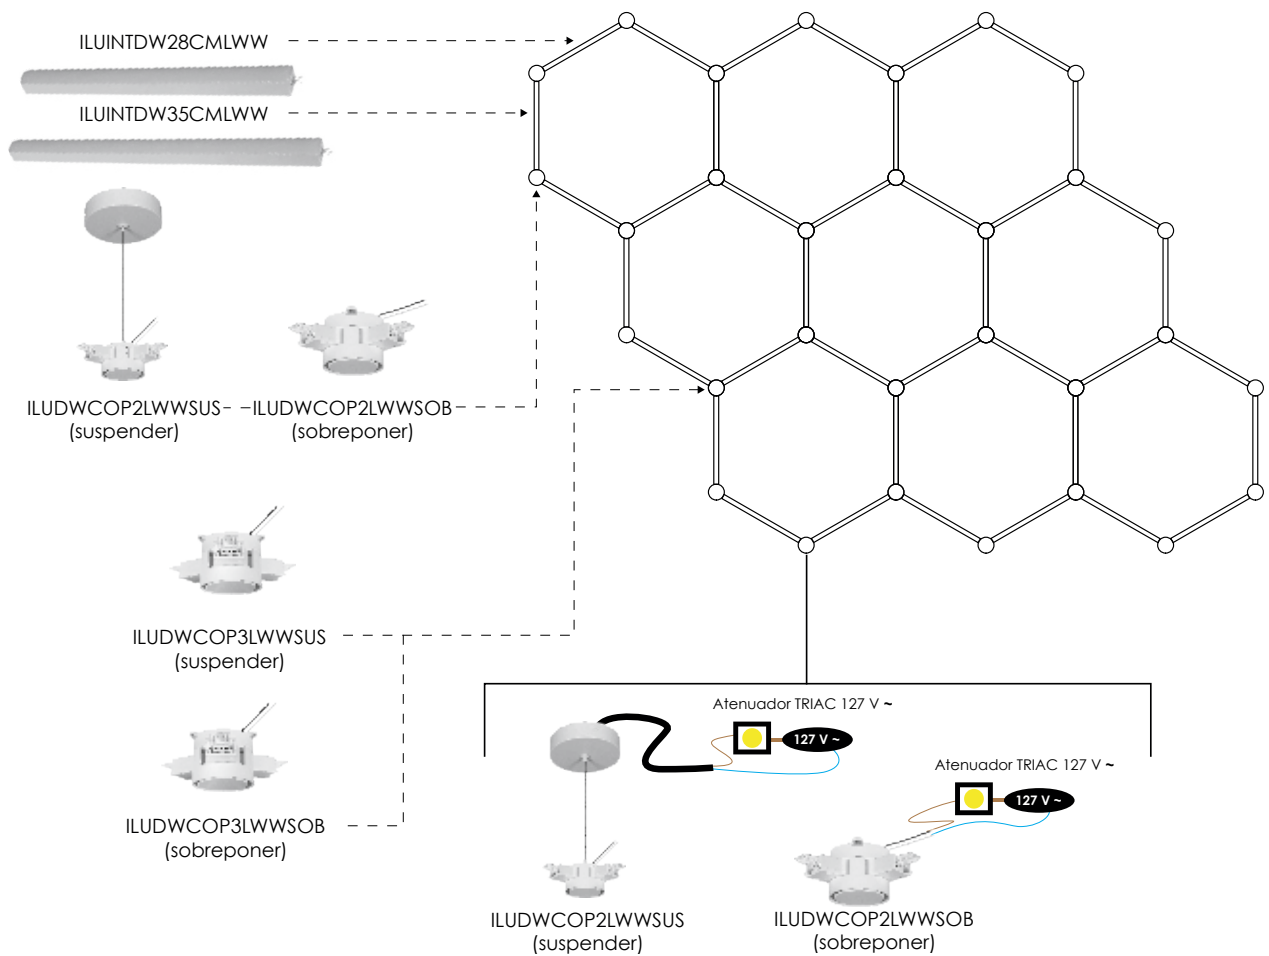 ILUINTDW28CMLWW
ILUINTDW35CMLWW
ILUDWCOP2LWWSUS
(suspender)
ILUDWCOP2LWWSOB
(sobreponer)
ILUDWCOP3LWWSUS
(suspender)
ILUDWCOP3LWWSOB
(sobreponer)
Atenuador TRIAC 127 V ~
127 V ~
Atenuador TRIAC 127 V ~
127 V ~
ILUDWCOP2LWWSUS
(suspender)
ILUDWCOP2LWWSOB
(sobreponer)